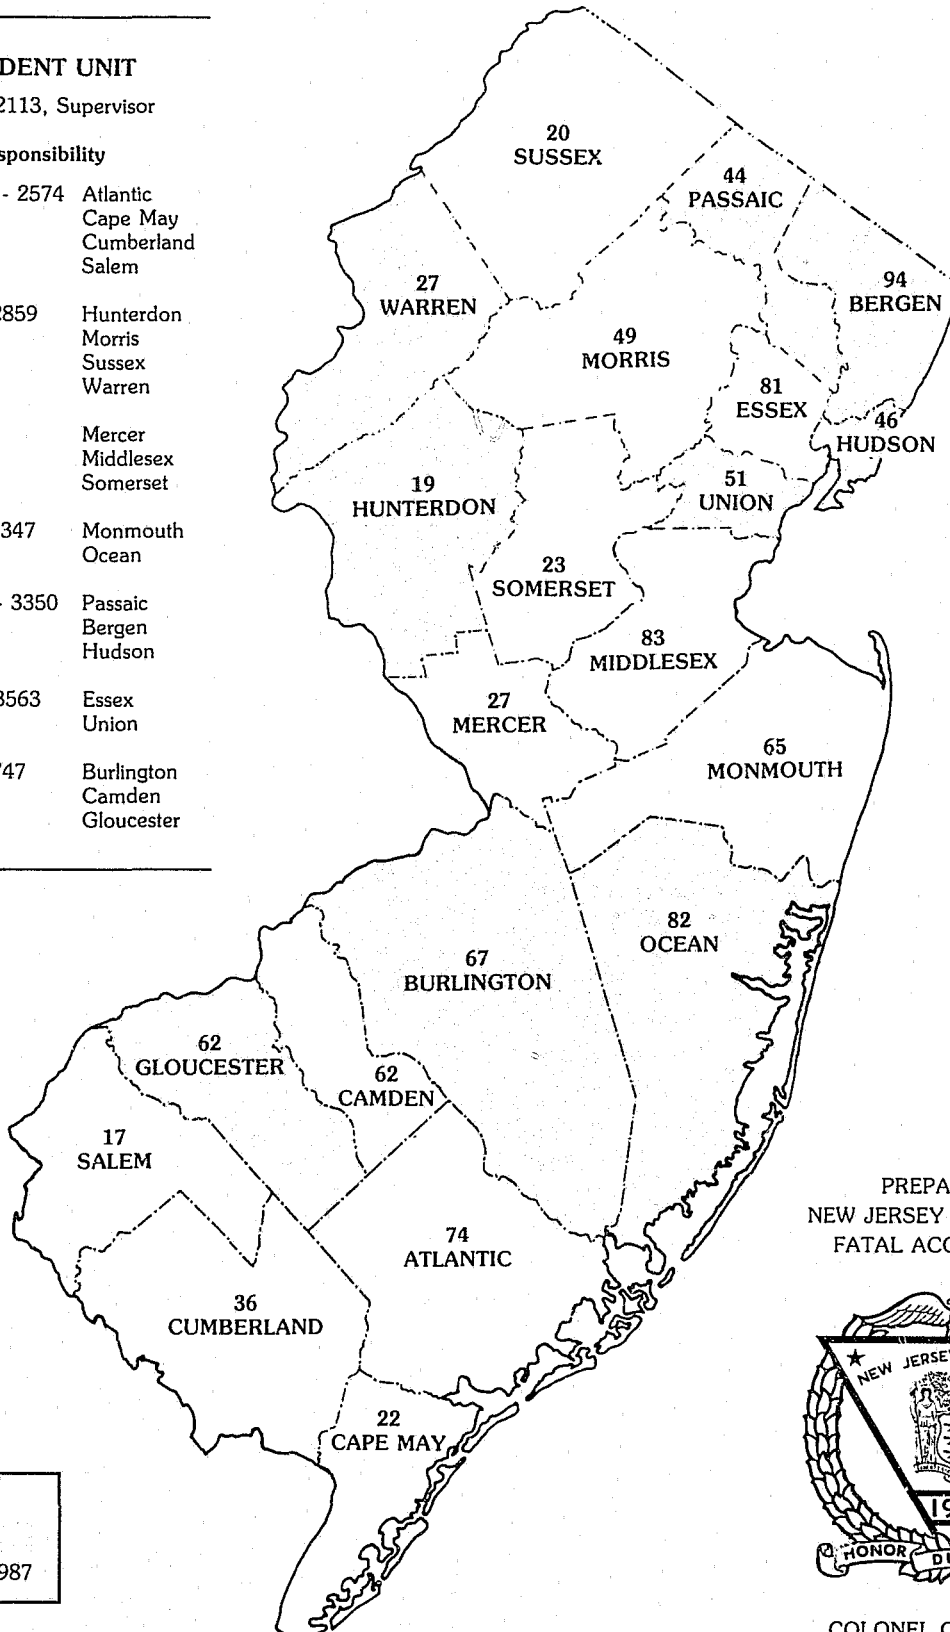 DENT UNIT
2113, Supervisor
sponsibility
- 2574 Atlantic
Cape May
Cumberland
Salem
2859 Hunterdon
Morris
Sussex
Warren
Mercer
Middlesex
Somerset
347 Monmouth
Ocean
- 3350 Passaic
Bergen
Hudson
3563 Essex
Union
747 Burlington
Camden
Gloucester
20
SUSSEX
44
PASSAIC
27
WARREN
94
BERGEN
49
MORRIS
81
ESSEX
46
HUDSON
19
HUNTERDON
51
UNION
23
SOMERSET
83
MIDDLESEX
27
MERCER
65
MONMOUTH
82
OCEAN
67
BURLINGTON
62
GLOUCESTER
62
CAMDEN
17
SALEM
74
ATLANTIC
36
CUMBERLAND
22
CAPE MAY
987
PREPA
NEW JERSEY
FATAL ACC
NEW JERSEY
19
HONOR D
COLONEL C